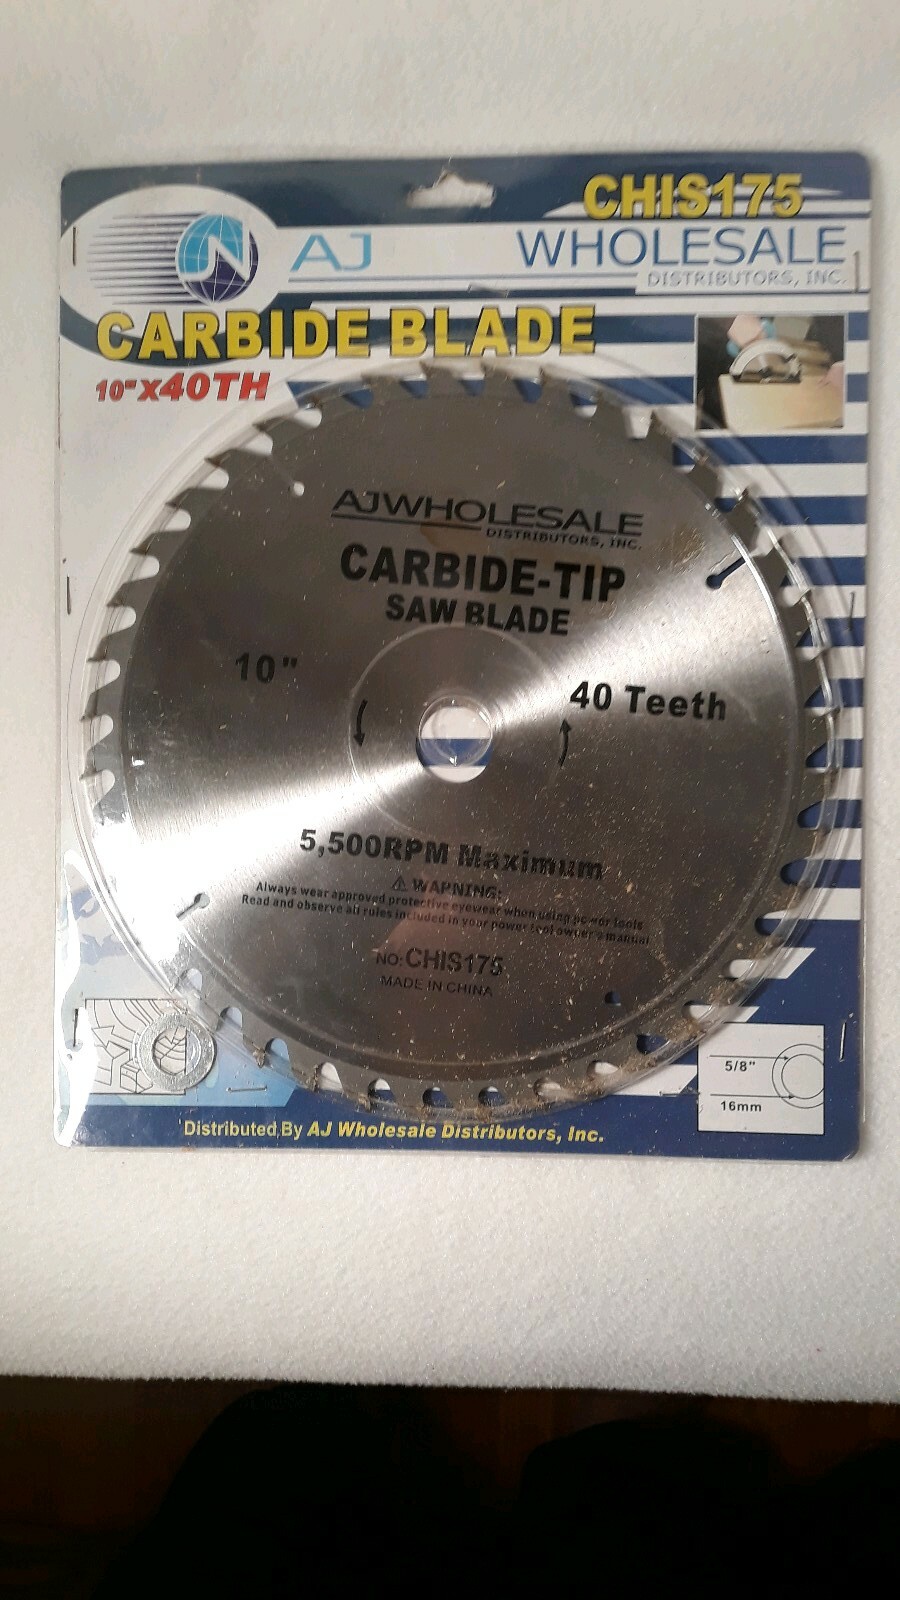 CHIS175
AJ WHOLESALE
DISTRIBUTORS, INC.
CARBIDE BLADE
10"x40TH
AJWHOLESALE
DISTRIBUTORS, INC.
CARBIDE-TIP
SAW BLADE
10"
40 Teeth
5,500RPM Maximum
⚠ WARNING:
Always wear approved protective eyewear when using power tools
Read and observe all rules included in your power tool owner's manual
NO:CHIS175
MADE IN CHINA
5/8"
16mm
Distributed By AJ Wholesale Distributors, Inc.